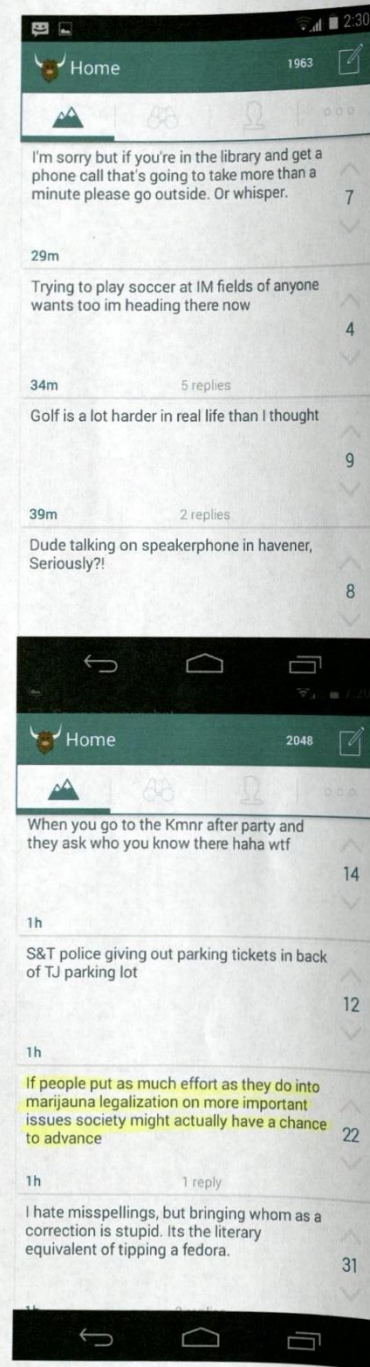 2:30
Home 1963
I'm sorry but if you're in the library and get a
phone call that's going to take more than a
minute please go outside. Or whisper.
7
29m
Trying to play soccer at IM fields of anyone
wants too im heading there now
4
34m 5 replies
Golf is a lot harder in real life than I thought
9
39m 2 replies
Dude talking on speakerphone in havener,
Seriously?!
8
Home 2048
When you go to the Kmnr after party and
they ask who you know there haha wtf
14
1h
S&T police giving out parking tickets in back
of TJ parking lot
12
1h
If people put as much effort as they do into
marijauna legalization on more important
issues society might actually have a chance
to advance
22
1h 1 reply
I hate misspellings, but bringing whom as a
correction is stupid. Its the literary
equivalent of tipping a fedora.
31